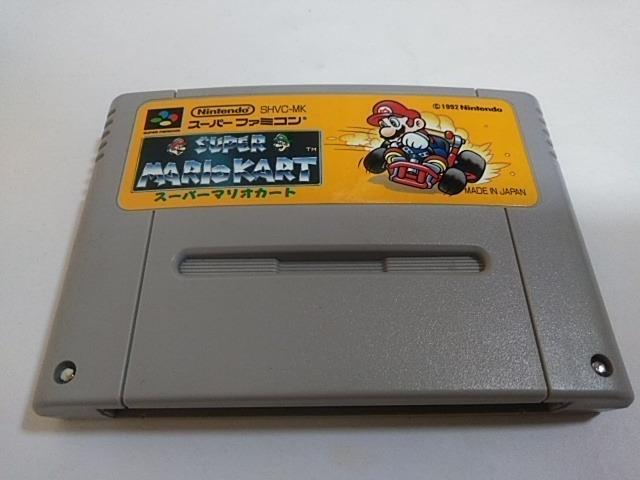 Nintendo SHVC-MK
スーパーファミコン®
SUPER
MARIO KART™
スーパーマリオカート
©1992 Nintendo
MADE IN JAPAN